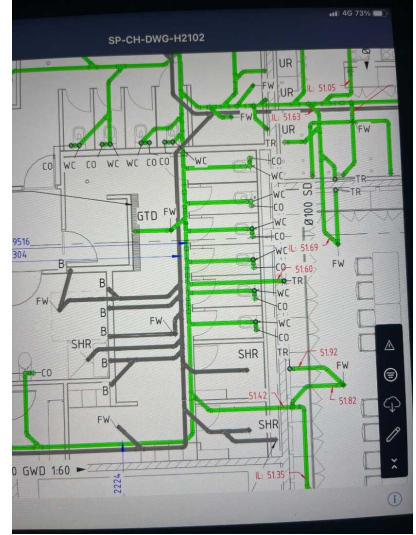 4G 73%
SP-CH-DWG-H2102
UR
IL: 51.05
FW
IL: 51.63
UR
FW
TR
CO
WC
CO
WC
WC
CO
CO
WC
CO
WC
TR
TR
WC
CO
Ø100 SD
GTD
FW
WC
CO
9516
304
IL: 51.69
WC
CO
51.60
FW
B
TR
B
WC
CO
FW
B
FW
WC
CO
SHR
SHR
TR
51.92
FW
CO
B
51.42
51.82
FW
SHR
GWD 1:60
2224
IL: 51.35